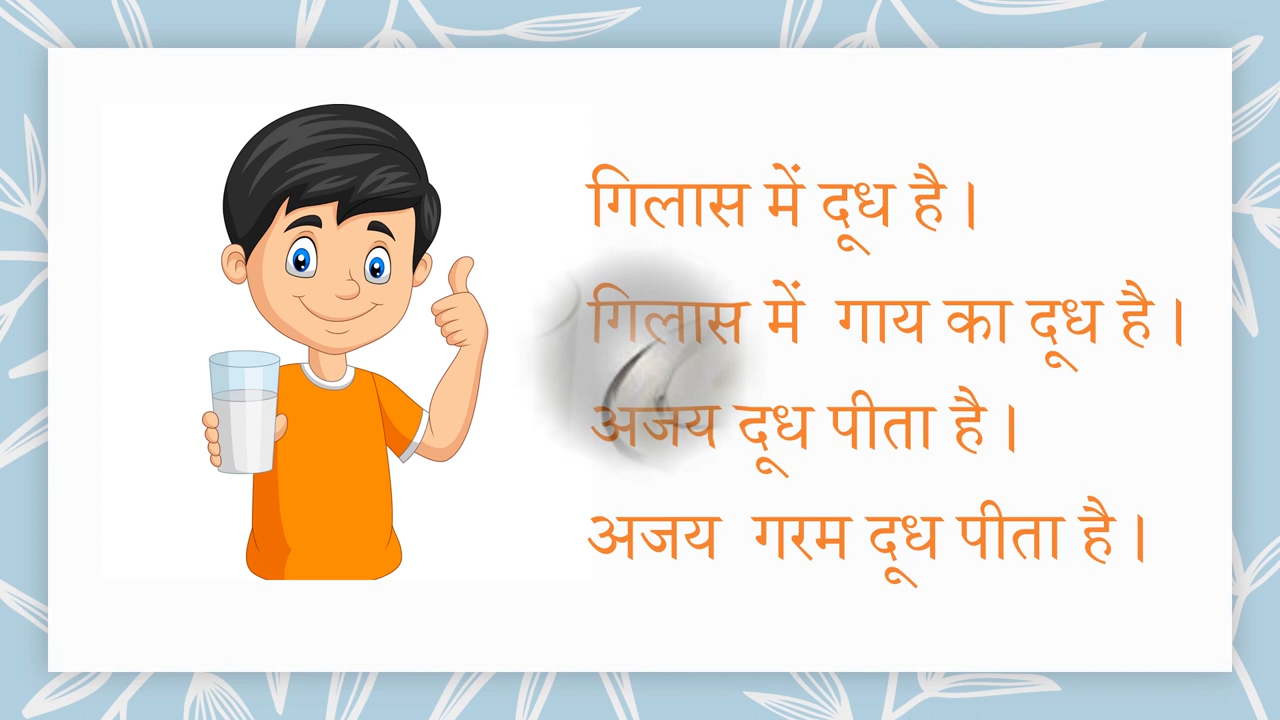 गिलास में दूध है।
गिलास में गाय का दूध है।
अजय दूध पीता है।
अजय गरम दूध पीता है।